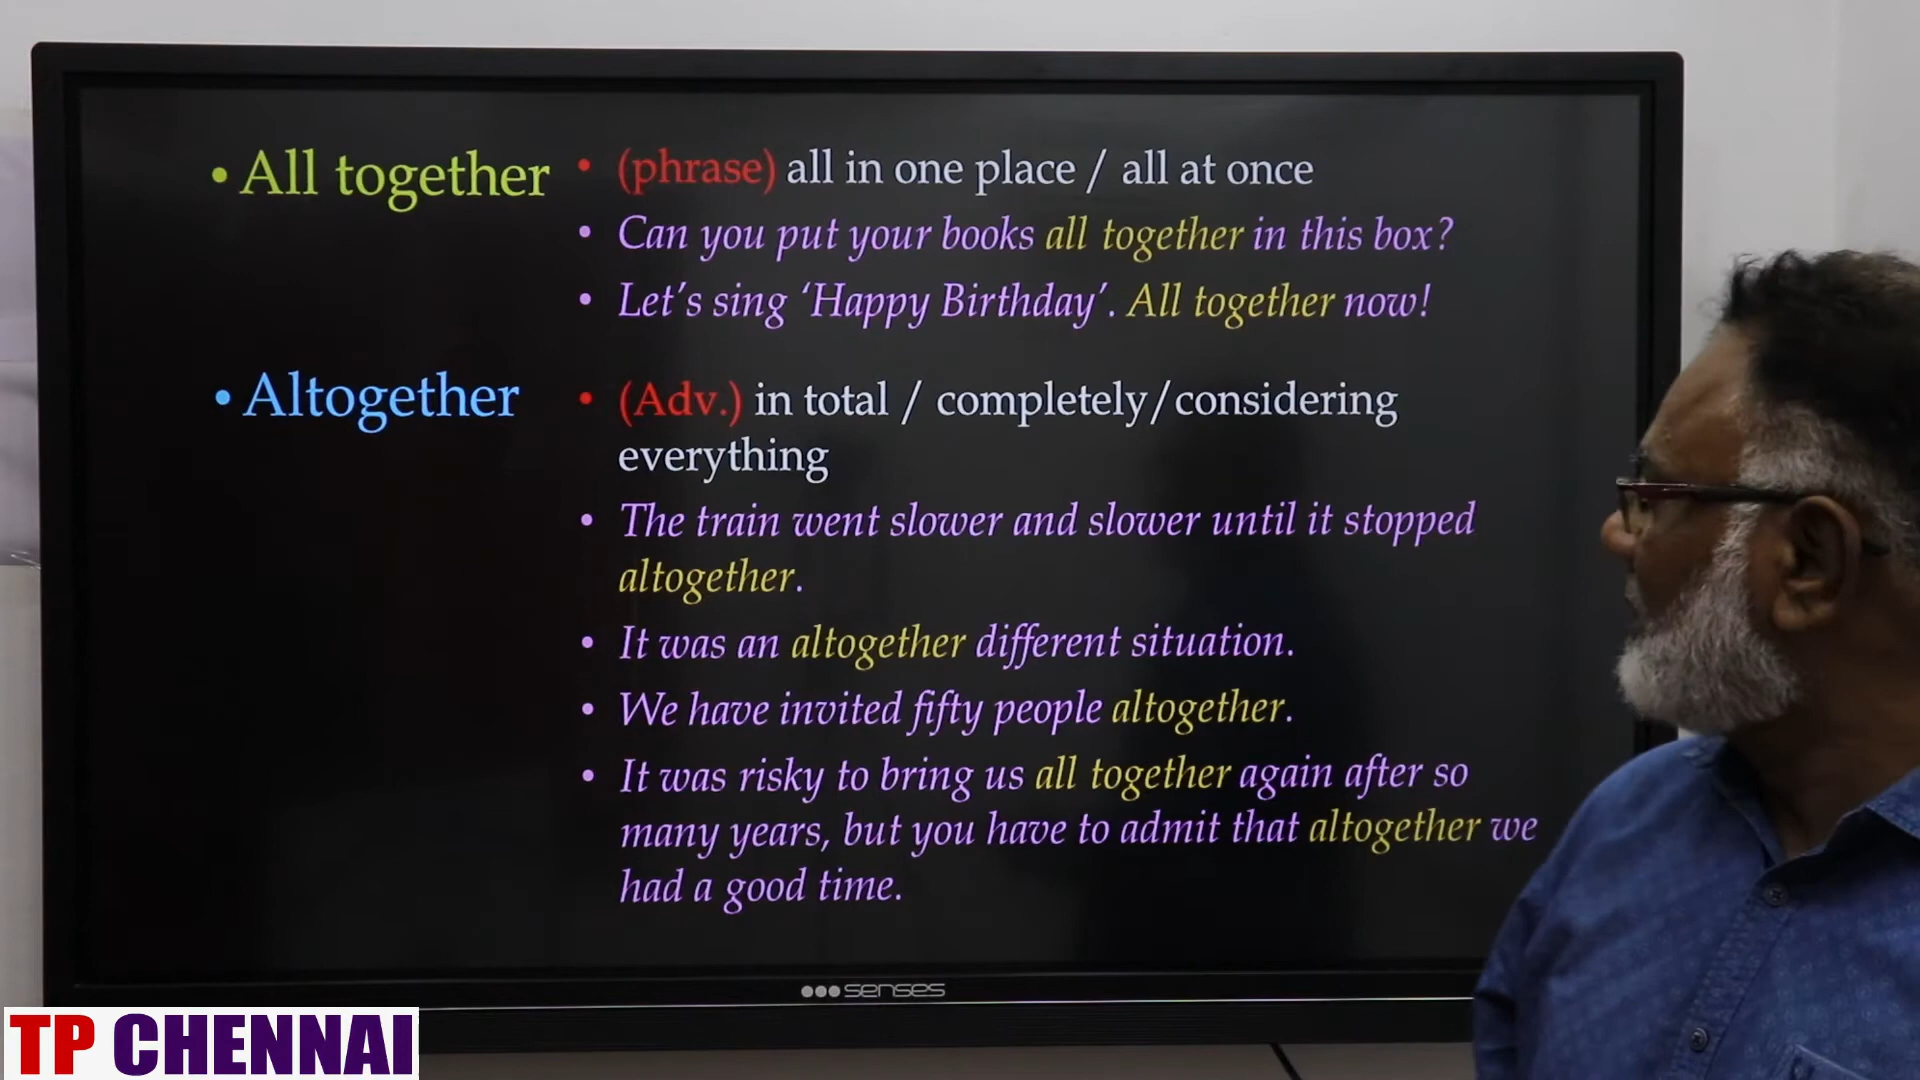 • All together • (phrase) all in one place / all at once
• Can you put your books all together in this box?
• Let's sing ‘Happy Birthday’. All together now!
• Altogether • (Adv.) in total / completely/considering
everything
• The train went slower and slower until it stopped
altogether.
• It was an altogether different situation.
• We have invited fifty people altogether.
• It was risky to bring us all together again after so
many years, but you have to admit that altogether we
had a good time.
senses
TP CHENNAI